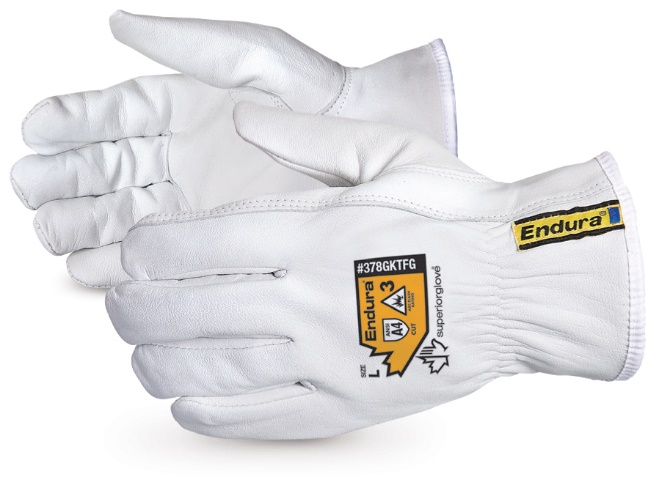 Endura®
#378GKTFG
Endura®
3
ANSI
A4
CUT
SIZE
L
superiorglove®